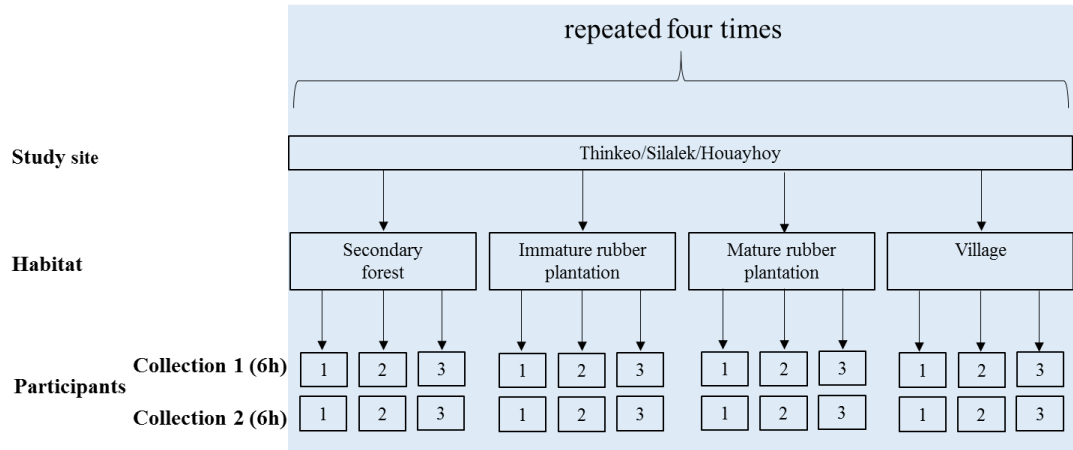 repeated four times
Study site
Thinkeo/Silalek/Houayhoy
Habitat
Secondary
forest
Immature rubber
plantation
Mature rubber
plantation
Village
Participants
Collection 1 (6h)
1 2 3 1 2 3 1 2 3 1 2 3
Collection 2 (6h)
1 2 3 1 2 3 1 2 3 1 2 3